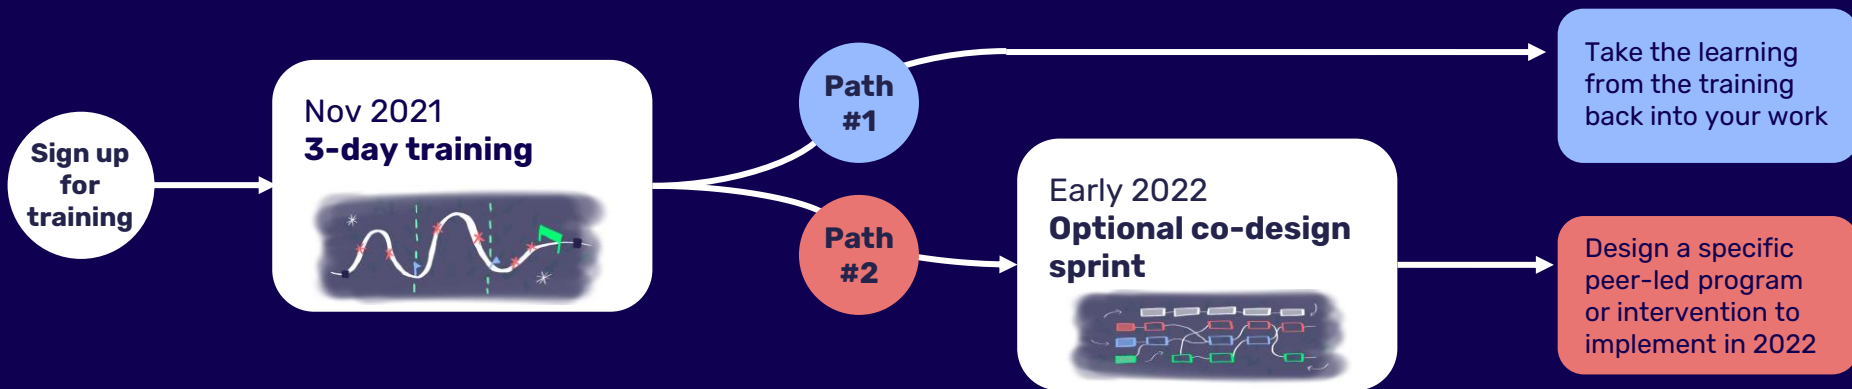 Sign up
for
training
Nov 2021
3-day training
Path
#1
Take the learning
from the training
back into your work
Path
#2
Early 2022
Optional co-design
sprint
Design a specific
peer-led program
or intervention to
implement in 2022